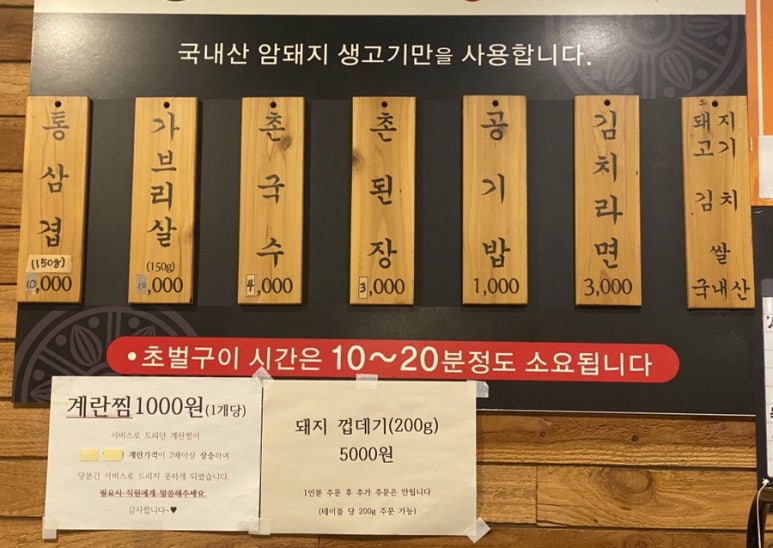 국내산 암돼지 생고기만을 사용합니다.
통삼겹
(150g)
10,000
가브리살
(150g)
10,000
촌국수
4,000
촌된장
3,000
공기밥
1,000
김치라면
3,000
돼지
고기
김치
쌀
국내산
• 초벌구이 시간은 10~20분정도 소요됩니다
계란찜1000원(1개당)
서비스로 드리던 계란찜이
계란가격이 2배이상 상승하여
당분간 서비스로 드리지 못하게 되었습니다.
필요시 직원에게 말씀해주세요
감사합니다~♥
돼지 껍데기(200g)
5000원
1인분 주문 후 추가 주문은 안됩니다
(테이블 당 200g 주문 가능)